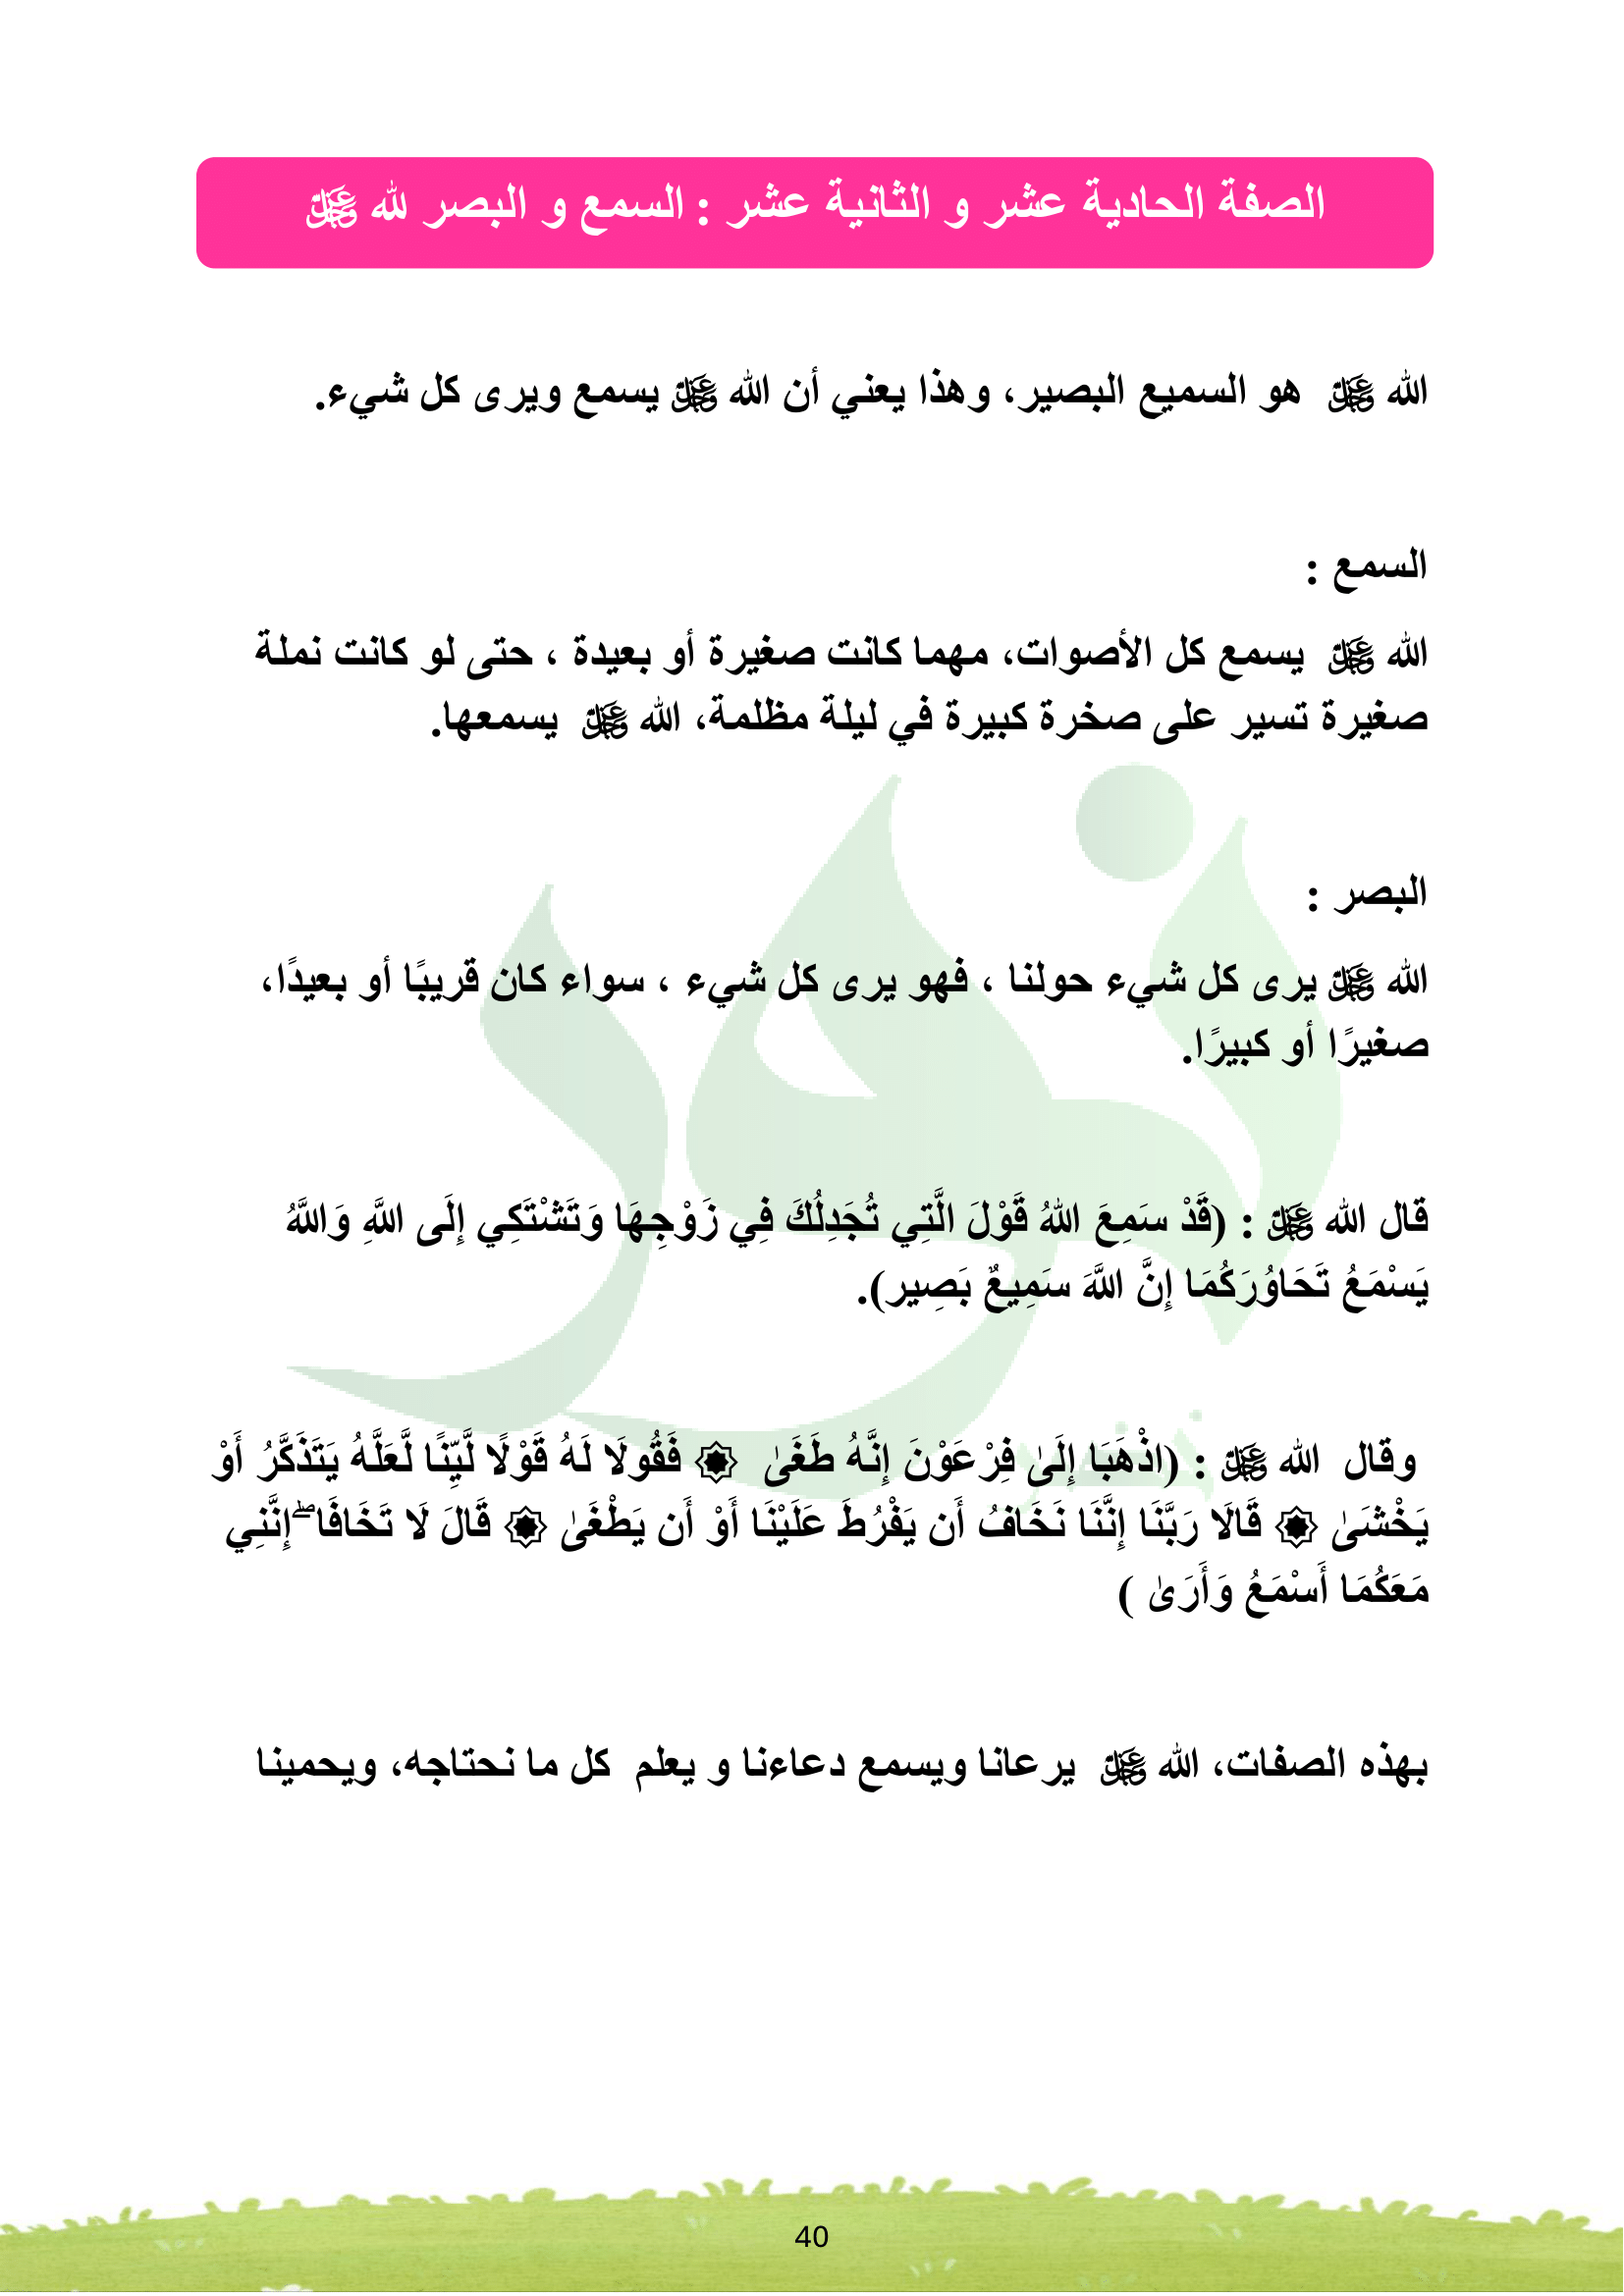 الصفة الحادية عشر و الثانية عشر : السمع و البصر لله ﷻ
الله ﷻ هو السميع البصير، وهذا يعني أن الله ﷻ يسمع ويرى كل شيء.
السمع :
الله ﷻ يسمع كل الأصوات، مهما كانت صغيرة أو بعيدة ، حتى لو كانت نملة
صغيرة تسير على صخرة كبيرة في ليلة مظلمة، الله ﷻ يسمعها.
البصر :
الله ﷻ يرى كل شيء حولنا ، فهو يرى كل شيء ، سواء كان قريبًا أو بعيدًا،
صغيرًا أو كبيرًا.
قال الله ﷻ : (قَدْ سَمِعَ اللهُ قَوْلَ الَّتِي تُجَدِلُكَ فِي زَوْجِهَا وَتَشْتَكِي إِلَى اللَّهِ وَاللَّهُ
يَسْمَعُ تَحَاوُرَكُمَا إِنَّ اللَّهَ سَمِيعٌ بَصِير).
وقال الله ﷻ : (اذْهَبَا إِلَىٰ فِرْعَوْنَ إِنَّهُ طَغَىٰ ۞ فَقُولَا لَهُ قَوْلًا لَّيِّنًا لَّعَلَّهُ يَتَذَكَّرُ أَوْ
يَخْشَىٰ ۞ قَالَا رَبَّنَا إِنَّنَا نَخَافُ أَن يَفْرُطَ عَلَيْنَا أَوْ أَن يَطْغَىٰ ۞ قَالَ لَا تَخَافَا ۖ إِنَّنِي
مَعَكُمَا أَسْمَعُ وَأَرَىٰ )
بهذه الصفات، الله ﷻ يرعانا ويسمع دعاءنا و يعلم كل ما نحتاجه، ويحمينا
40